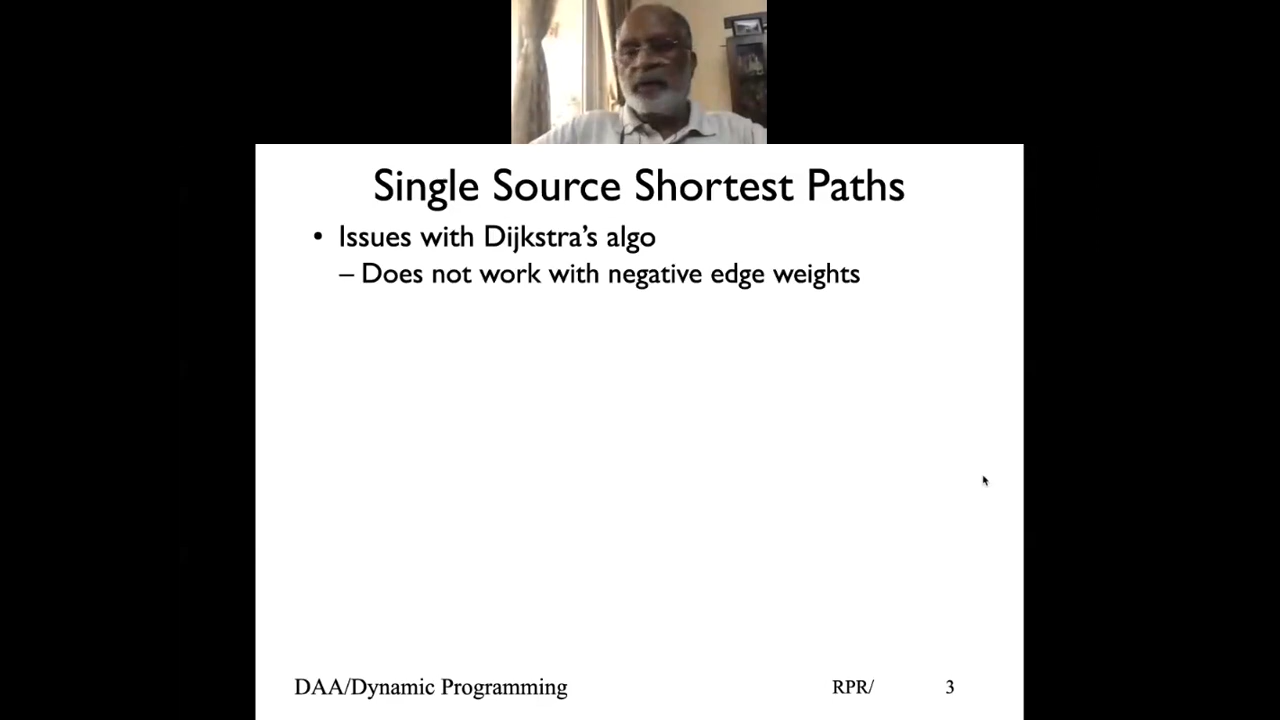 Single Source Shortest Paths
• Issues with Dijkstra's algo
– Does not work with negative edge weights
DAA/Dynamic Programming RPR/ 3